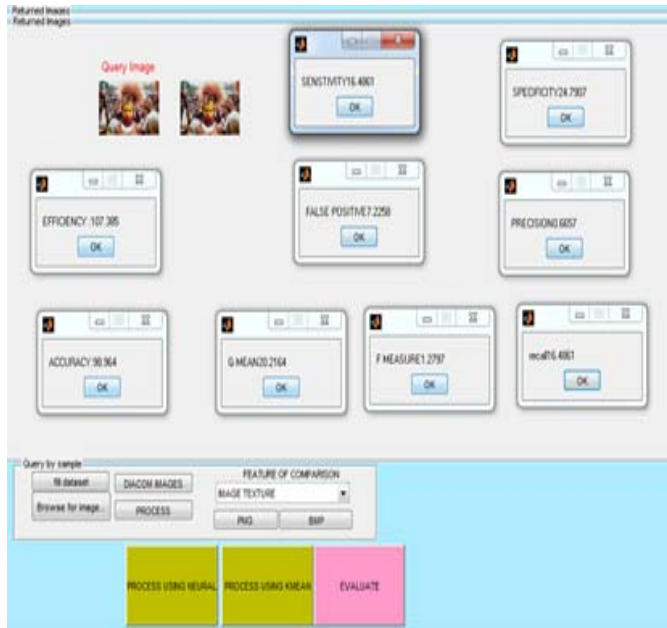 Returned Images
Returned Images
Query Image
SENSTIVITY16.4861
OK
SPECIFICITY24.7907
OK
EFFICIENCY :107.385
OK
FALSE POSITIVE7.2258
OK
PRECISION0.6657
OK
ACCURACY:98.964
OK
G MEAN20.2164
OK
F MEASURE1.2797
OK
recall16.4861
OK
Query by sample
fill dataset
DIACOM IMAGES
FEATURE OF COMPARISON
IMAGE TEXTURE
Browse for image...
PROCESS
PNG
BMP
PROCESS USING NEURAL
PROCESS USING KMEAN
EVALUATE